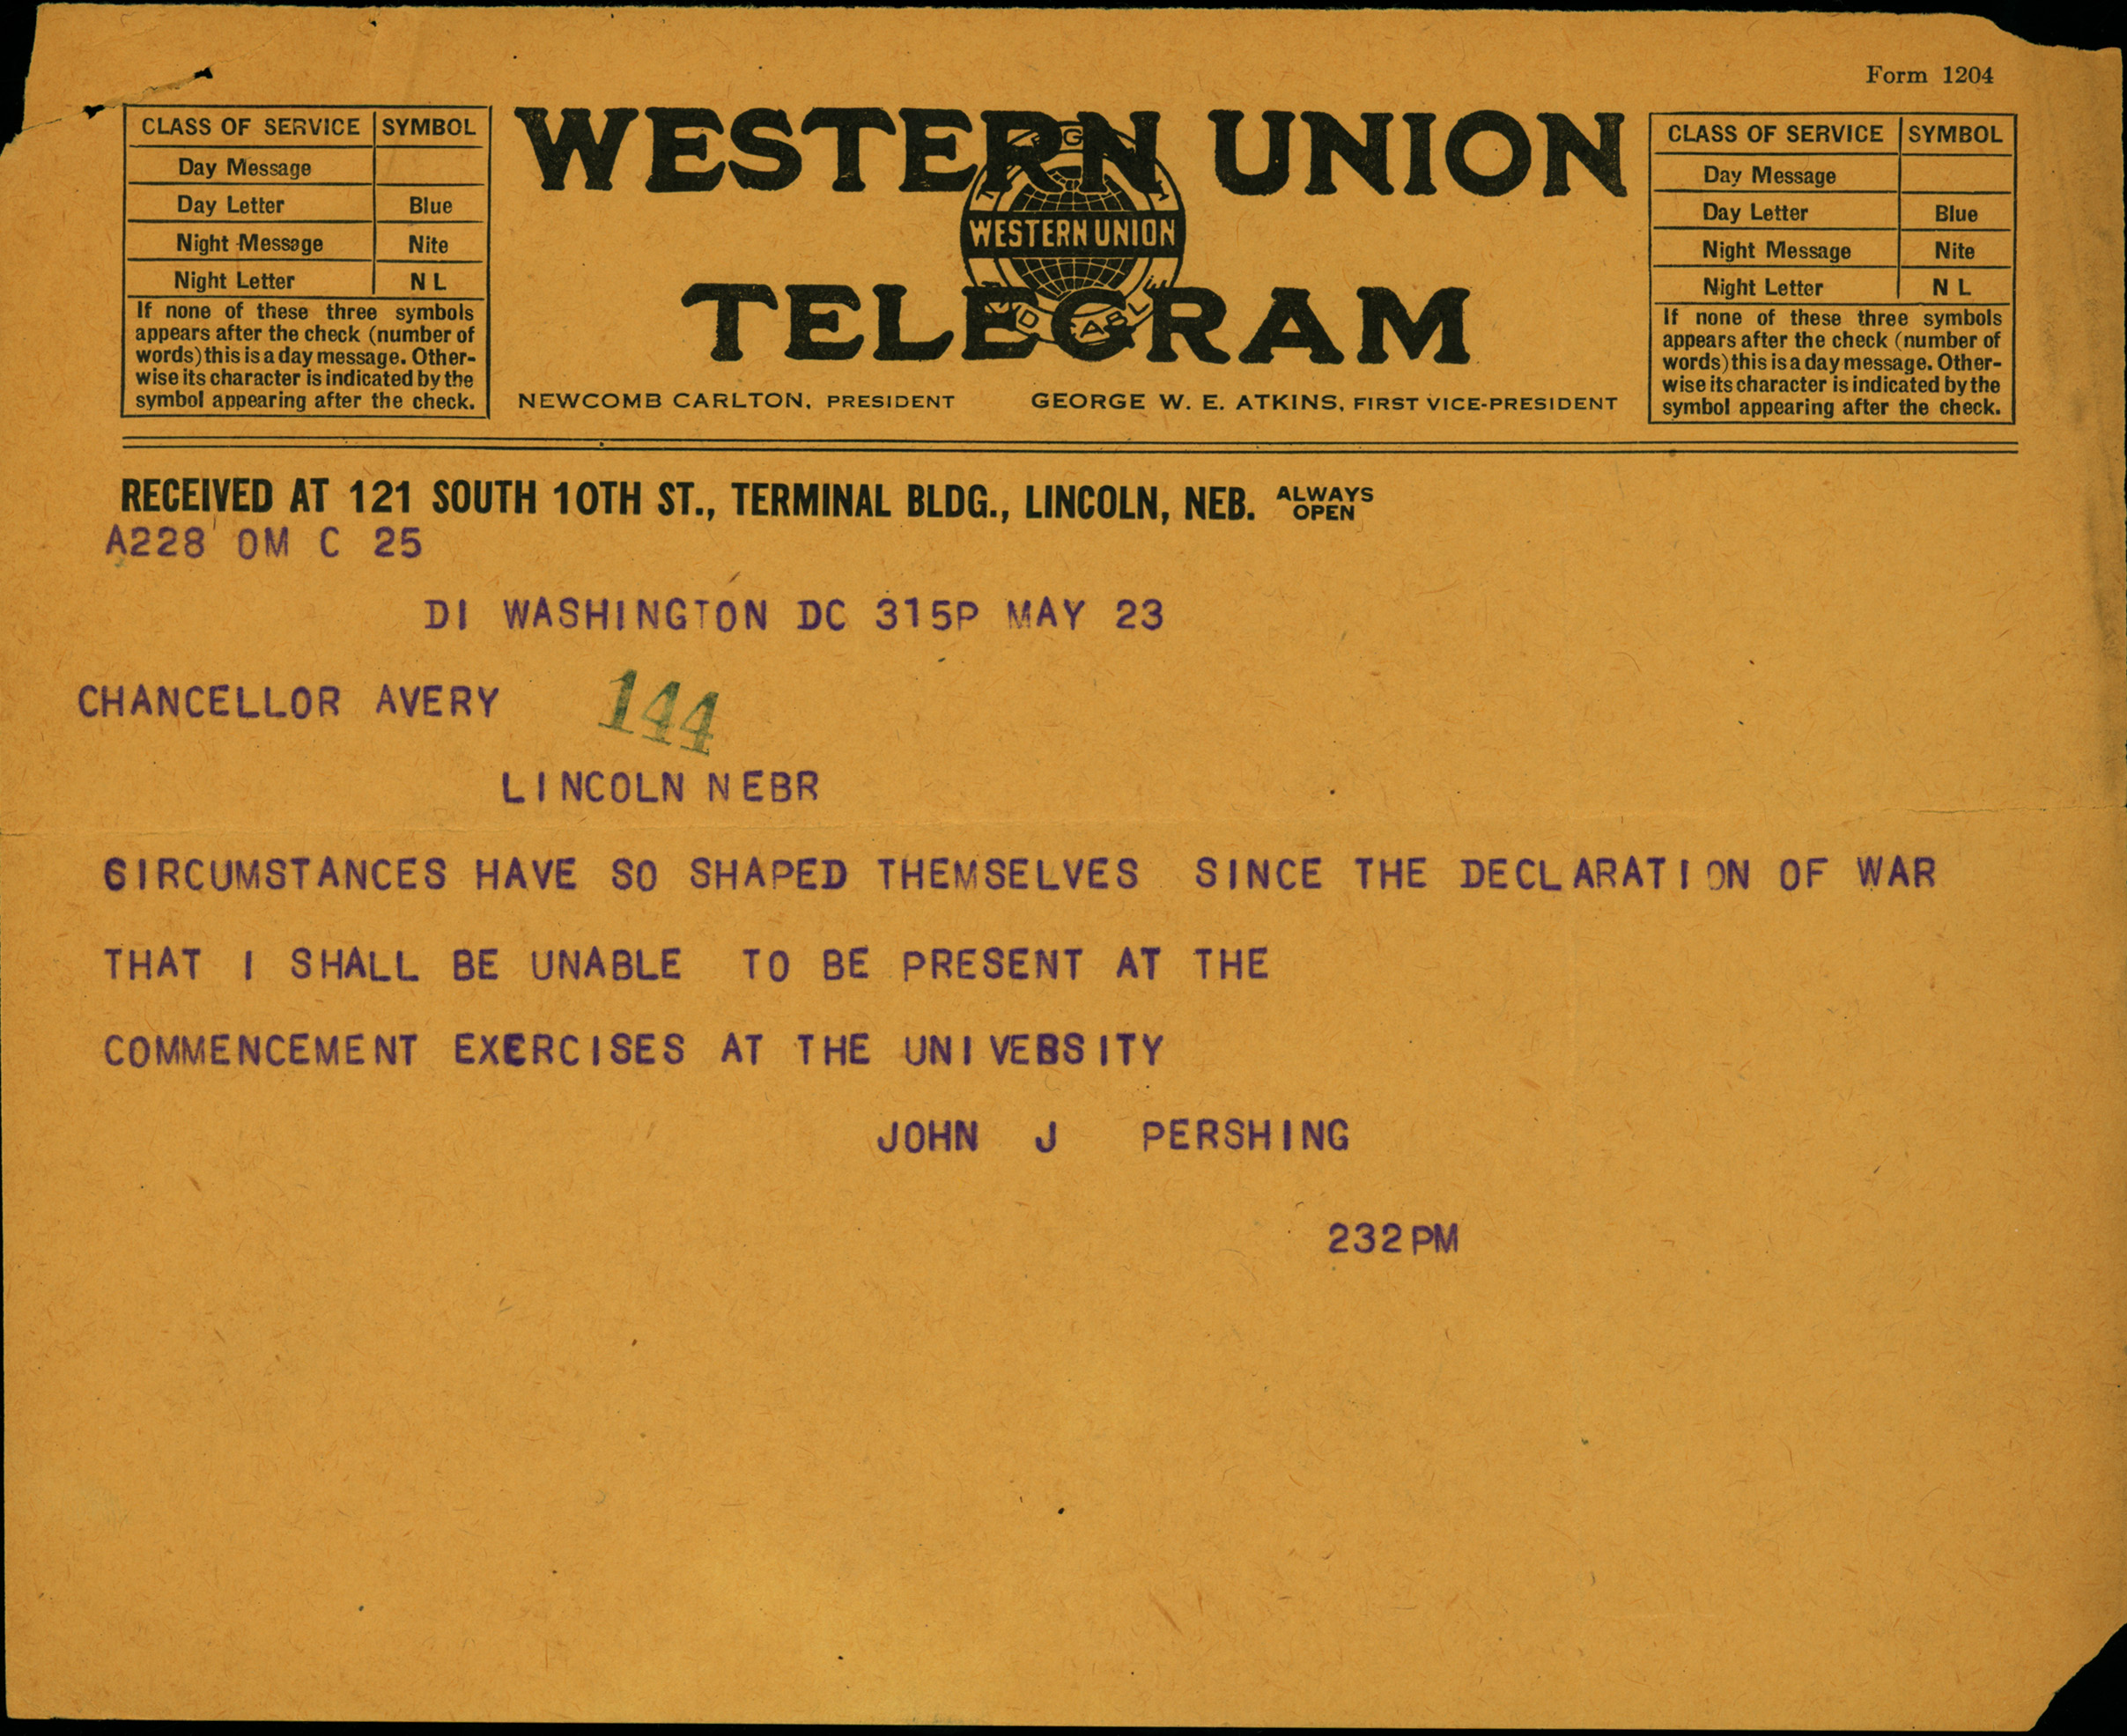 Form 1204
CLASS OF SERVICE SYMBOL
Day Message
Day Letter Blue
Night Message Nite
Night Letter N L
If none of these three symbols
appears after the check (number of
words) this is a day message. Other-
wise its character is indicated by the
symbol appearing after the check.
WESTERN UNION
WESTERN UNION
TELEGRAM
NEWCOMB CARLTON, PRESIDENT GEORGE W. E. ATKINS, FIRST VICE-PRESIDENT
CLASS OF SERVICE SYMBOL
Day Message
Day Letter Blue
Night Message Nite
Night Letter N L
If none of these three symbols
appears after the check (number of
words) this is a day message. Other-
wise its character is indicated by the
symbol appearing after the check.
RECEIVED AT 121 SOUTH 10TH ST., TERMINAL BLDG., LINCOLN, NEB. ALWAYS OPEN
A228 OM C 25
DI WASHINGTON DC 315P MAY 23
CHANCELLOR AVERY 144
LINCOLN NEBR
CIRCUMSTANCES HAVE SO SHAPED THEMSELVES SINCE THE DECLARATION OF WAR
THAT I SHALL BE UNABLE TO BE PRESENT AT THE
COMMENCEMENT EXERCISES AT THE UNIVERSITY
JOHN J PERSHING
232PM